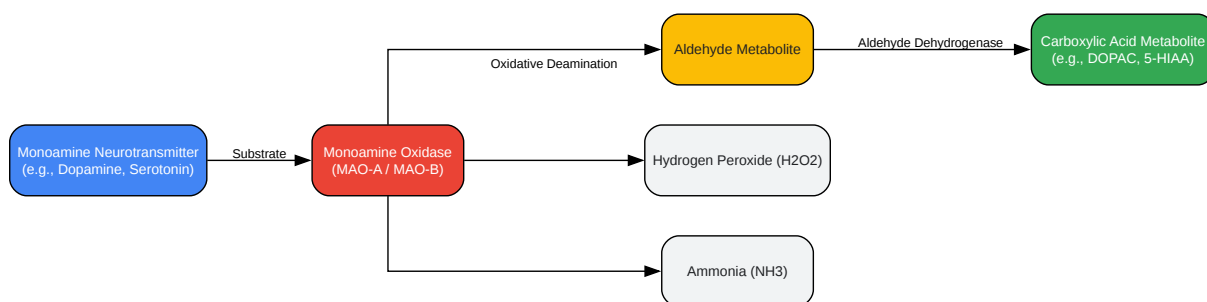 Monoamine Neurotransmitter
(e.g., Dopamine, Serotonin)
Substrate
Monoamine Oxidase
(MAO-A / MAO-B)
Oxidative Deamination
Aldehyde Metabolite
Aldehyde Dehydrogenase
Carboxylic Acid Metabolite
(e.g., DOPAC, 5-HIAA)
Hydrogen Peroxide (H2O2)
Ammonia (NH3)